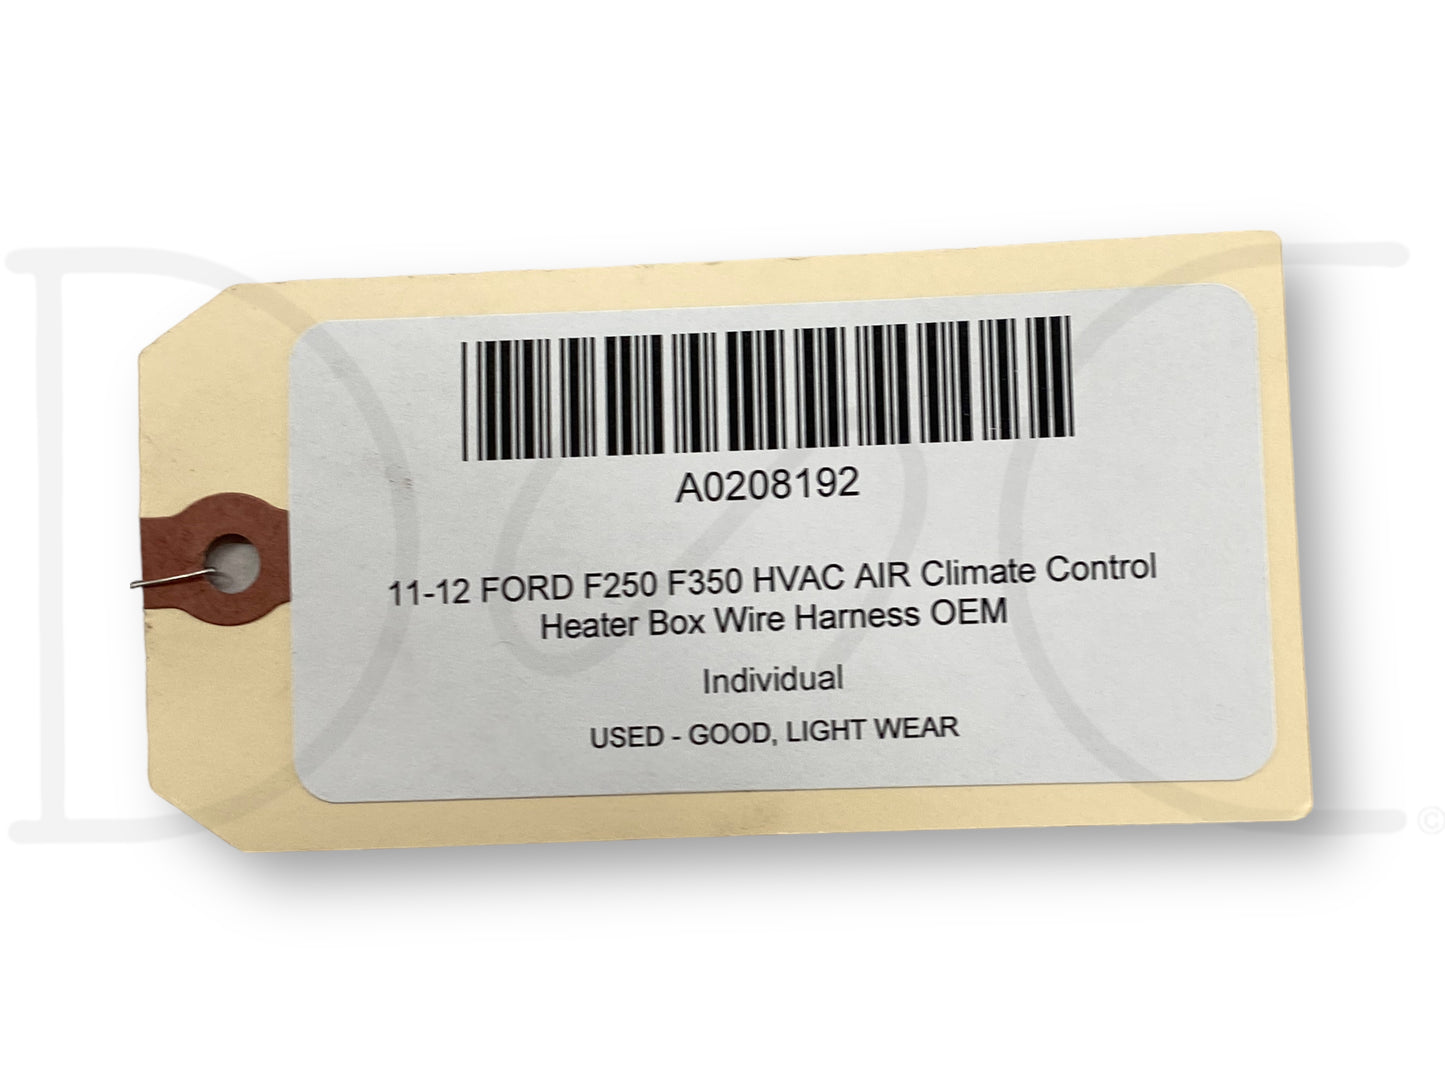 A0208192
11-12 FORD F250 F350 HVAC AIR Climate Control
Heater Box Wire Harness OEM
Individual
USED - GOOD, LIGHT WEAR
D C ©